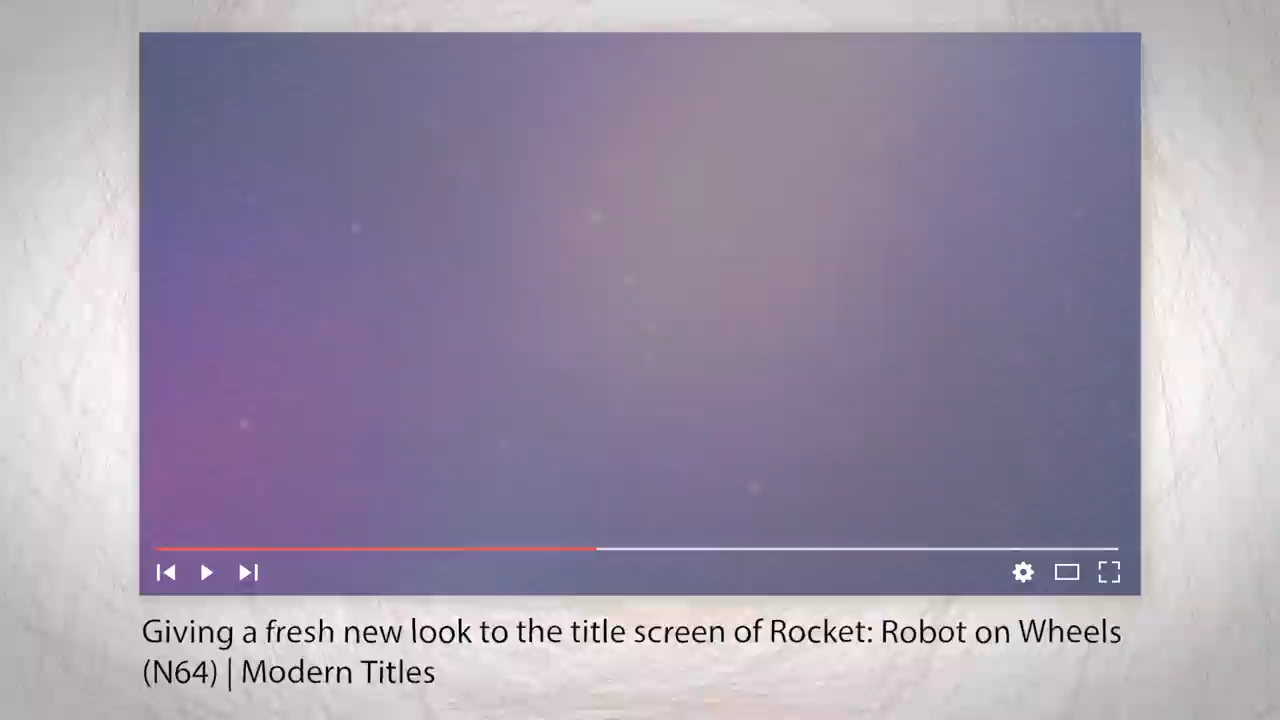 Giving a fresh new look to the title screen of Rocket: Robot on Wheels
(N64) | Modern Titles